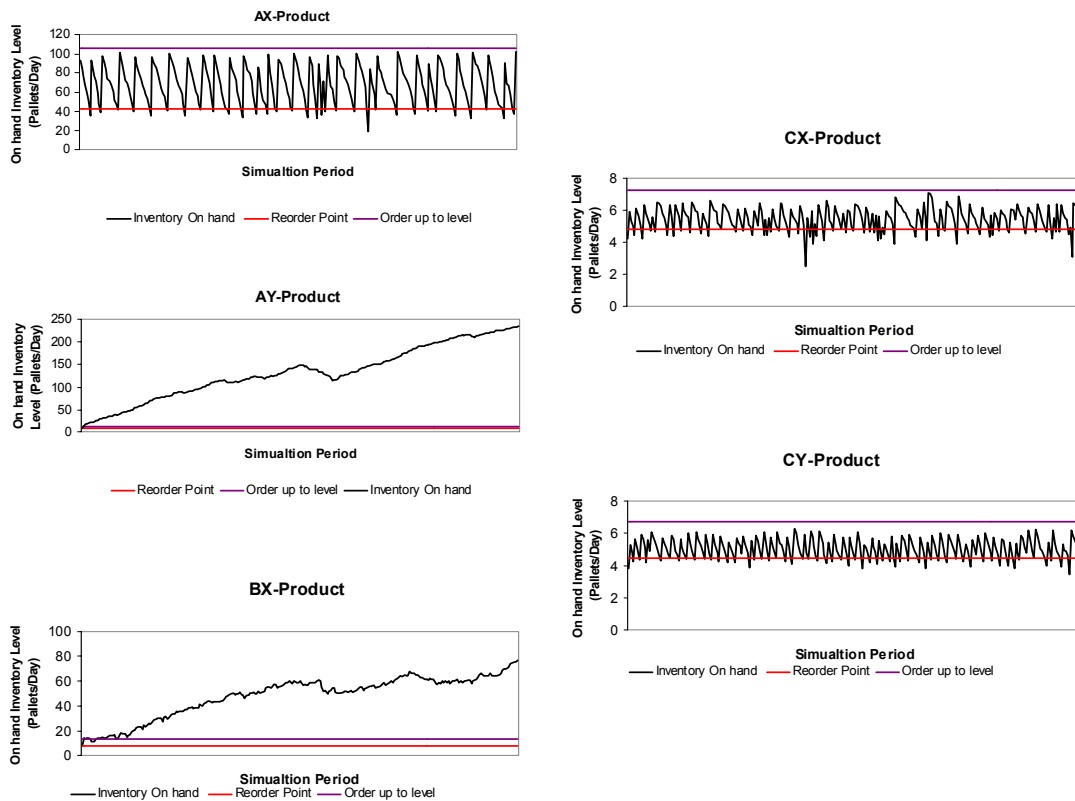 AX-Product
On hand Inventory Level
(Pallets/Day)
120
100
80
60
40
20
0
Simualtion Period
Inventory On hand Reorder Point Order up to level
AY-Product
On hand Inventory
Level (Pallets/Day)
250
200
150
100
50
0
Simualtion Period
Reorder Point Order up to level Inventory On hand
BX-Product
On hand Inventory Level
(Pallets/Day)
100
80
60
40
20
0
Simualtion Period
Inventory On hand Reorder Point Order up to level
CX-Product
On hand Inventory Level
(Pallets/Day)
8
6
4
2
0
Simualtion Period
Inventory On hand Reorder Point Order up to level
CY-Product
On hand Inventory Level
(Pallets/Day)
8
6
4
2
0
Simualtion Period
Inventory On hand Reorder Point Order up to level